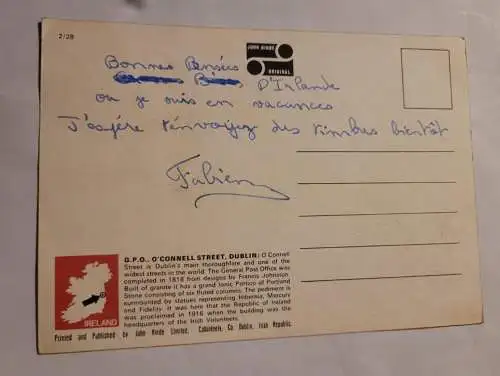 2/28
JOHN HINDE
ORIGINAL
Bonnes Pensées
D'Irlande
ou je suis en vacances
J'espére t'envoyez des timbres bientôt
Fabien
G.P.O., O'CONNELL STREET, DUBLIN: O'Connell
Street is Dublin's main thoroughfare and one of the
widest streets in the world. The General Post Office was
completed in 1818 from designs by Francis Johnston.
Built of granite it has a grand Ionic Portico of Portland
Stone consisting of six fluted columns. The pediment is
surmounted by statues representing Hibernia, Mercury
and Fidelity. It was here that the Republic of Ireland
was proclaimed in 1916 when the building was the
headquarters of the Irish Volunteers.
IRELAND
Printed and Published by John Hinde Limited, Cabinteely, Co. Dublin, Irish Republic.